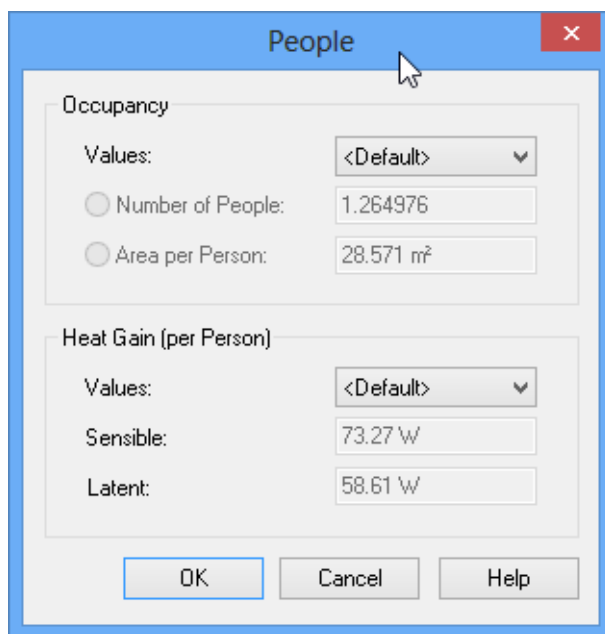 People
Occupancy
Values: <Default>
Number of People: 1.264976
Area per Person: 28.571 m²
Heat Gain (per Person)
Values: <Default>
Sensible: 73.27 W
Latent: 58.61 W
OK Cancel Help